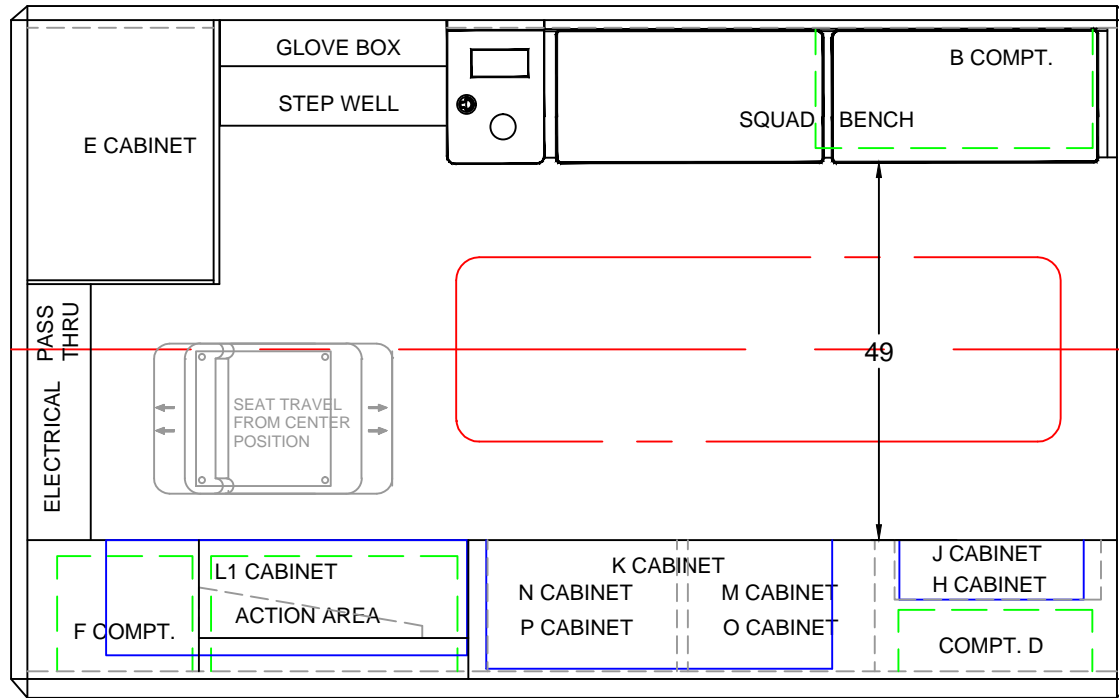 GLOVE BOX
STEP WELL
E CABINET
B COMPT.
SQUAD BENCH
PASS
THRU
ELECTRICAL
49
SEAT TRAVEL
FROM CENTER
POSITION
L1 CABINET
ACTION AREA
F COMPT.
K CABINET
N CABINET
M CABINET
P CABINET
O CABINET
J CABINET
H CABINET
COMPT. D